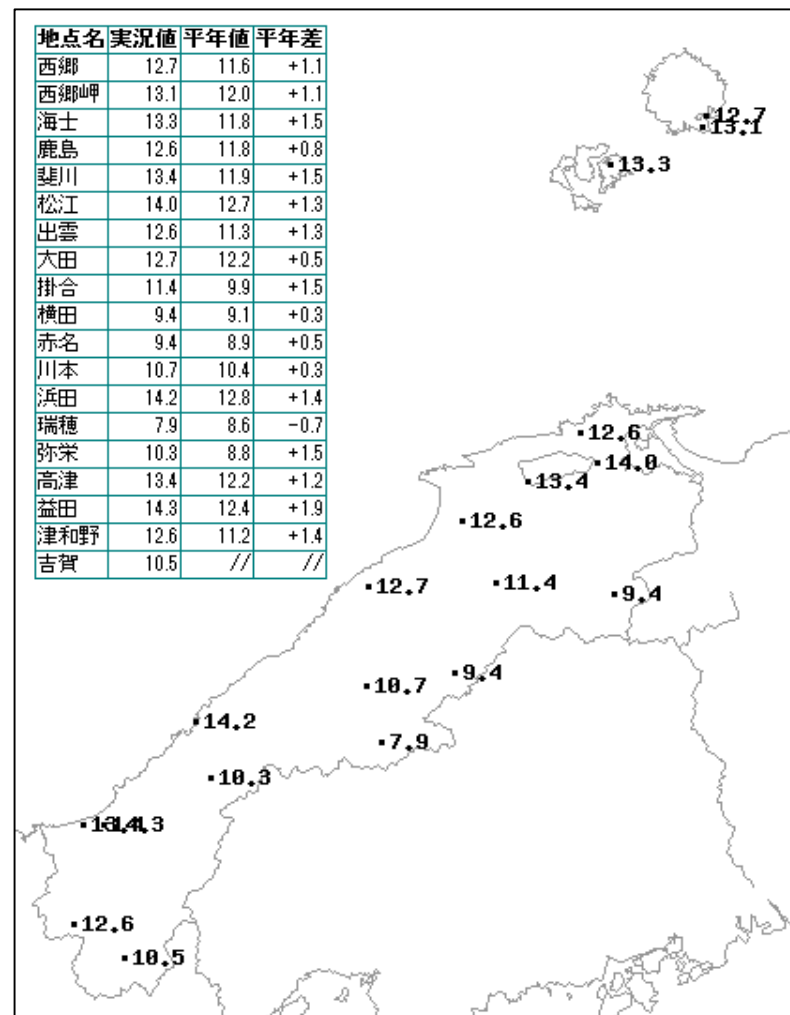 地点名 実況値 平年値 平年差
西郷 12.7 11.6 +1.1
西郷岬 13.1 12.0 +1.1
海士 13.3 11.8 +1.5
鹿島 12.6 11.8 +0.8
斐川 13.4 11.9 +1.5
松江 14.0 12.7 +1.3
出雲 12.6 11.3 +1.3
大田 12.7 12.2 +0.5
掛合 11.4 9.9 +1.5
横田 9.4 9.1 +0.3
赤名 9.4 8.9 +0.5
川本 10.7 10.4 +0.3
浜田 14.2 12.8 +1.4
瑞穂 7.9 8.6 -0.7
弥栄 10.3 8.8 +1.5
高津 13.4 12.2 +1.2
益田 14.3 12.4 +1.9
津和野 12.6 11.2 +1.4
吉賀 10.5 // //
12.7
13.1
13.3
12.6
14.0
13.4
12.6
12.7
11.4
9.4
9.4
10.7
14.2
7.9
10.3
12.6
10.5